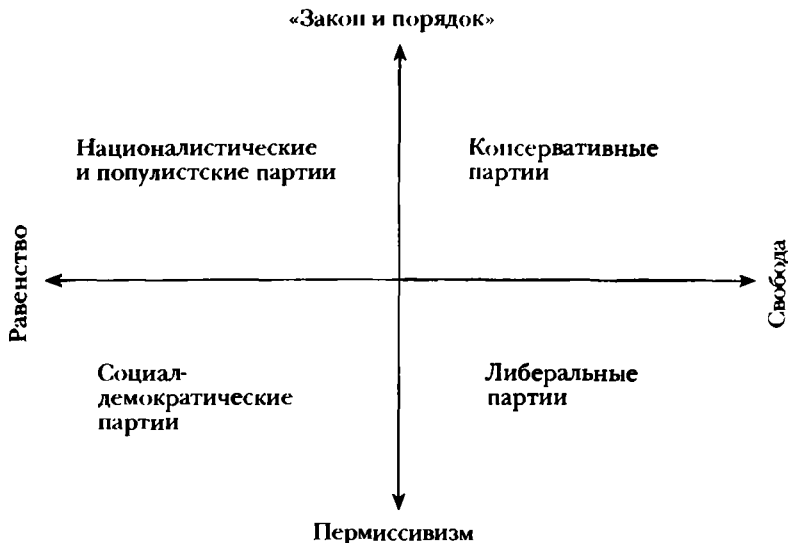 «Закон и порядок»
Националистические
и популистские партии
Консервативные
партии
Равенство
Свобода
Социал-
демократические
партии
Либеральные
партии
Пермиссивизм